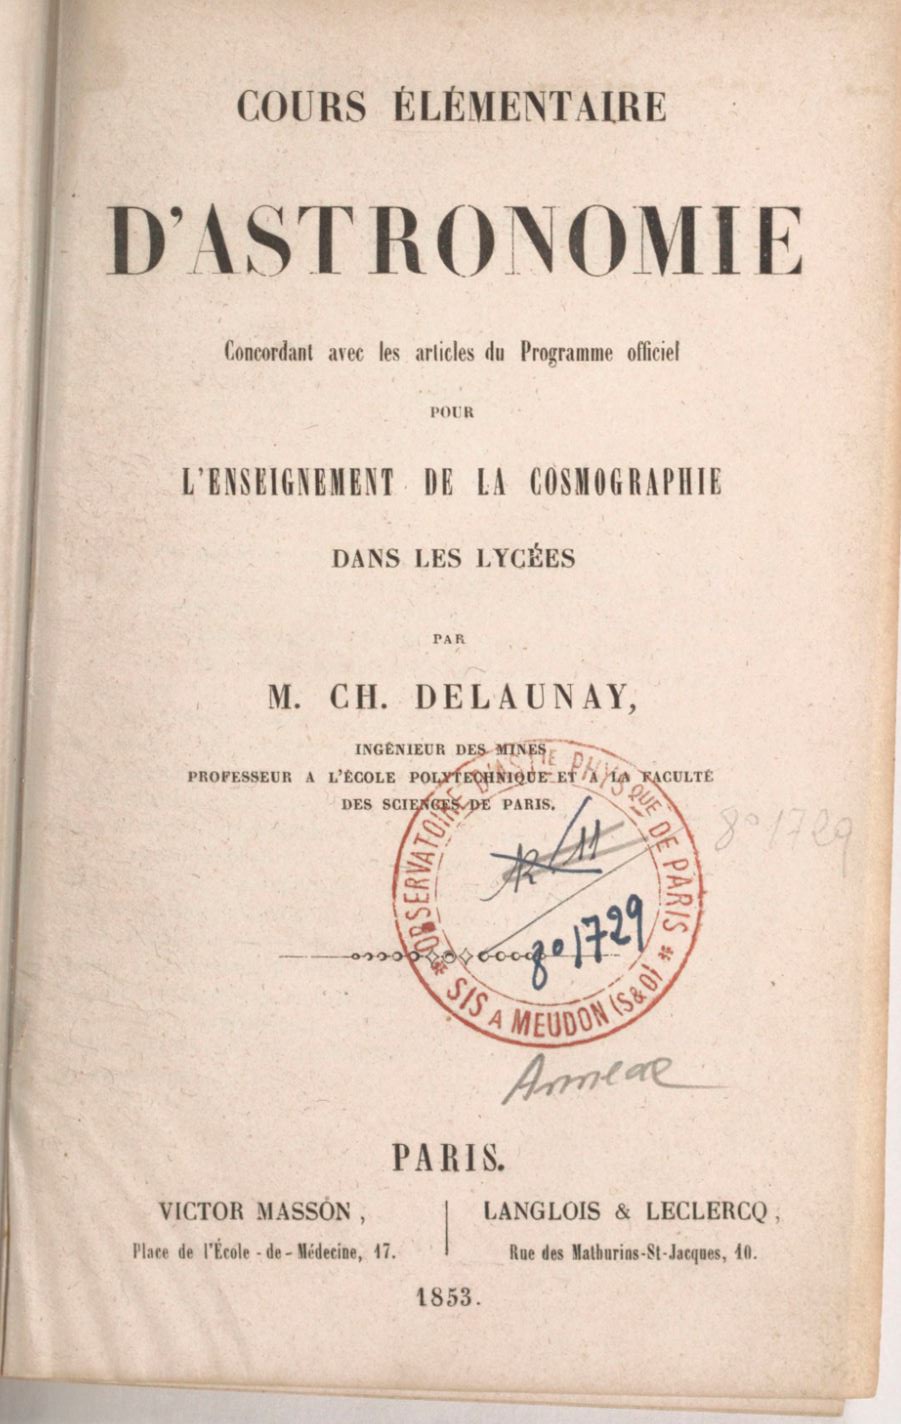 COURS ÉLÉMENTAIRE
D'ASTRONOMIE
Concordant avec les articles du Programme officiel
POUR
L'ENSEIGNEMENT DE LA COSMOGRAPHIE
DANS LES LYCÉES
PAR
M. CH. DELAUNAY,
INGÉNIEUR DES MINES
PROFESSEUR A L'ÉCOLE POLYTECHNIQUE ET A LA FACULTÉ
DES SCIENCES DE PARIS.
OBSERVATOIRE D'ASTIE PHYSQUE DE PARIS
* SIS A MEUDON (S&O) *
8° 1729
8° 1729
Annexe
PARIS.
VICTOR MASSON,
Place de l'École-de-Médecine, 17.
LANGLOIS & LECLERCQ,
Rue des Mathurins-St-Jacques, 10.
1853.